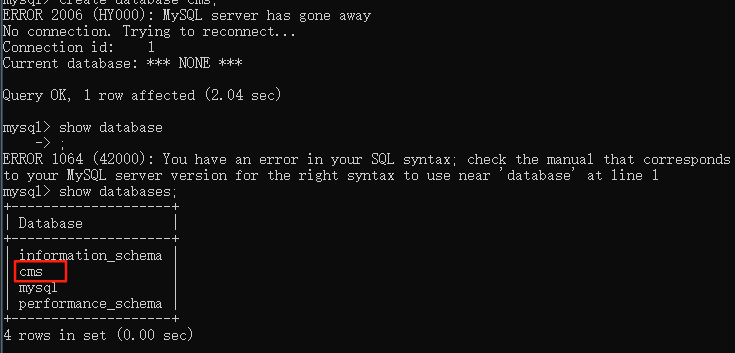 mysql> create database cms;
ERROR 2006 (HY000): MySQL server has gone away
No connection. Trying to reconnect...
Connection id:    1
Current database: *** NONE ***
Query OK, 1 row affected (2.04 sec)
mysql> show database
    -> ;
ERROR 1064 (42000): You have an error in your SQL syntax; check the manual that corresponds
to your MySQL server version for the right syntax to use near 'database' at line 1
mysql> show databases;
+--------------------+
| Database           |
+--------------------+
| information_schema |
| cms                |
| mysql              |
| performance_schema |
+--------------------+
4 rows in set (0.00 sec)